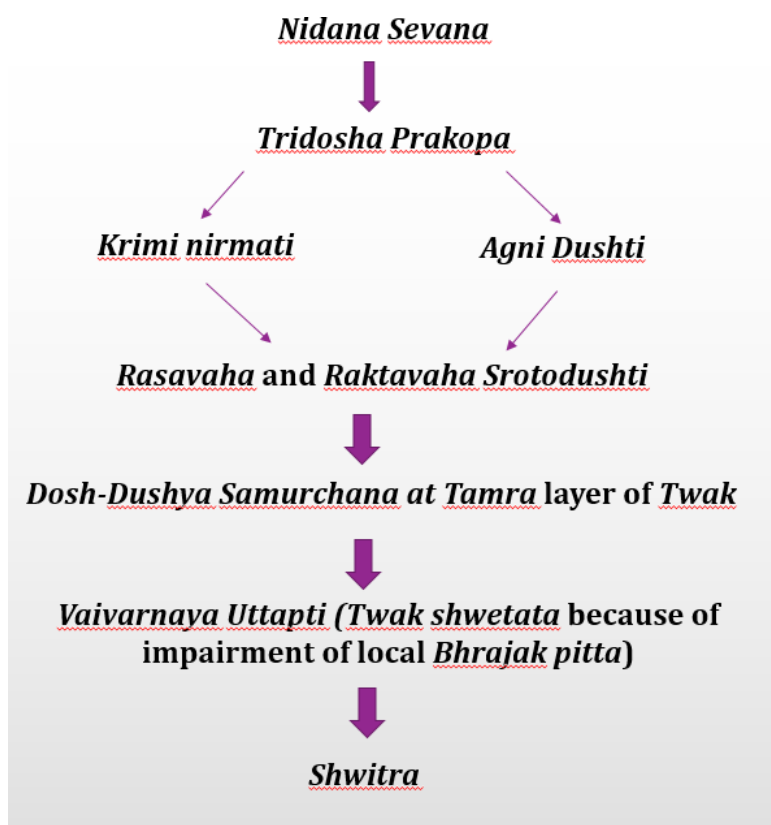 Nidana Sevana
Tridosha Prakopa
Krimi nirmati
Agni Dushti
Rasavaha and Raktavaha Srotodushti
Dosh-Dushya Samurchana at Tamra layer of Twak
Vaivarnaya Uttapti (Twak shwetata because of
impairment of local Bhrajak pitta)
Shwitra